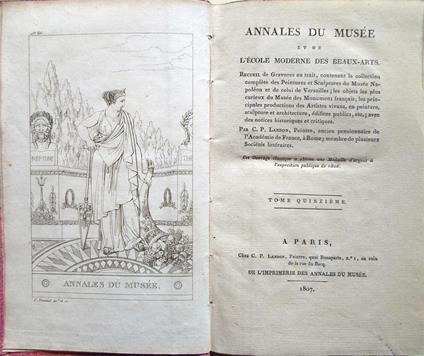 NEPTUNE
ANNALES DU MUSÉE.
ANNALES DU MUSÉE
ET DE
L'ÉCOLE MODERNE DES BEAUX-ARTS.
Recueil de Gravures au trait, contenant la collection
complète des Peintures et Sculptures du Musée Na-
poléon et de celui de Versailles; les objets les plus
curieux du Musée des Monumens français; les prin-
cipales productions des Artistes vivans, en peinture,
sculpture et architecture, édifices publics, etc; avec
des notices historiques et critiques.
Par C. P. Landon, Peintre, ancien pensionnaire de
l'Académie de France, à Rome; membre de plusieurs
Sociétés littéraires.
Cet Ouvrage classique a obtenu une Médaille d'argent à
l'exposition publique de 1806.
TOME QUINZIÈME.
A PARIS,
Chez C. P. Landon, Peintre, quai Bonaparte, n.° 1, au coin
de la rue du Bacq.
DE L'IMPRIMERIE DES ANNALES DU MUSÉE.
1807.